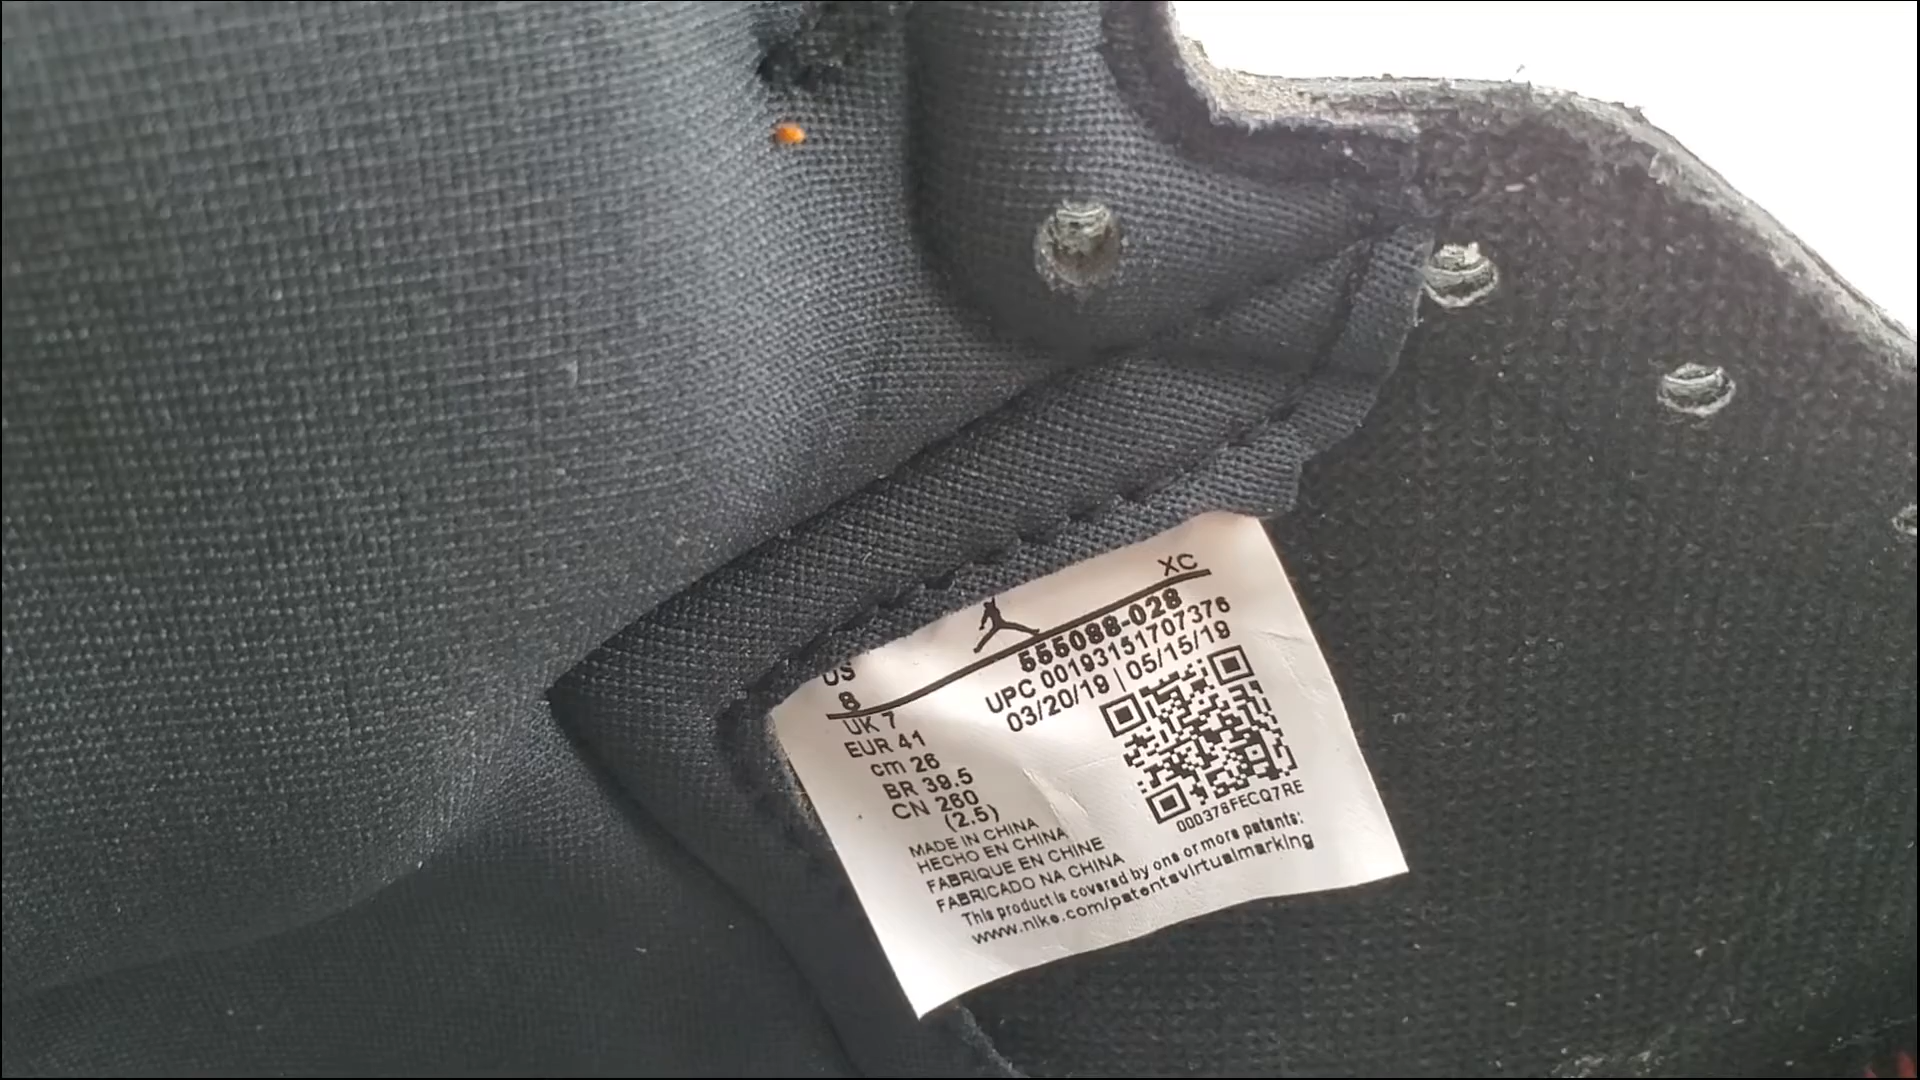 XC
US
8
555088-028
UPC 00193151707376
03/20/19 | 05/15/19
UK 7
EUR 41
cm 26
BR 39.5
CN 260
(2.5)
000376FECQ7RE
MADE IN CHINA
HECHO EN CHINA
FABRIQUE EN CHINE
FABRICADO NA CHINA
This product is covered by one or more patents:
www.nike.com/patentsvirtualmarking